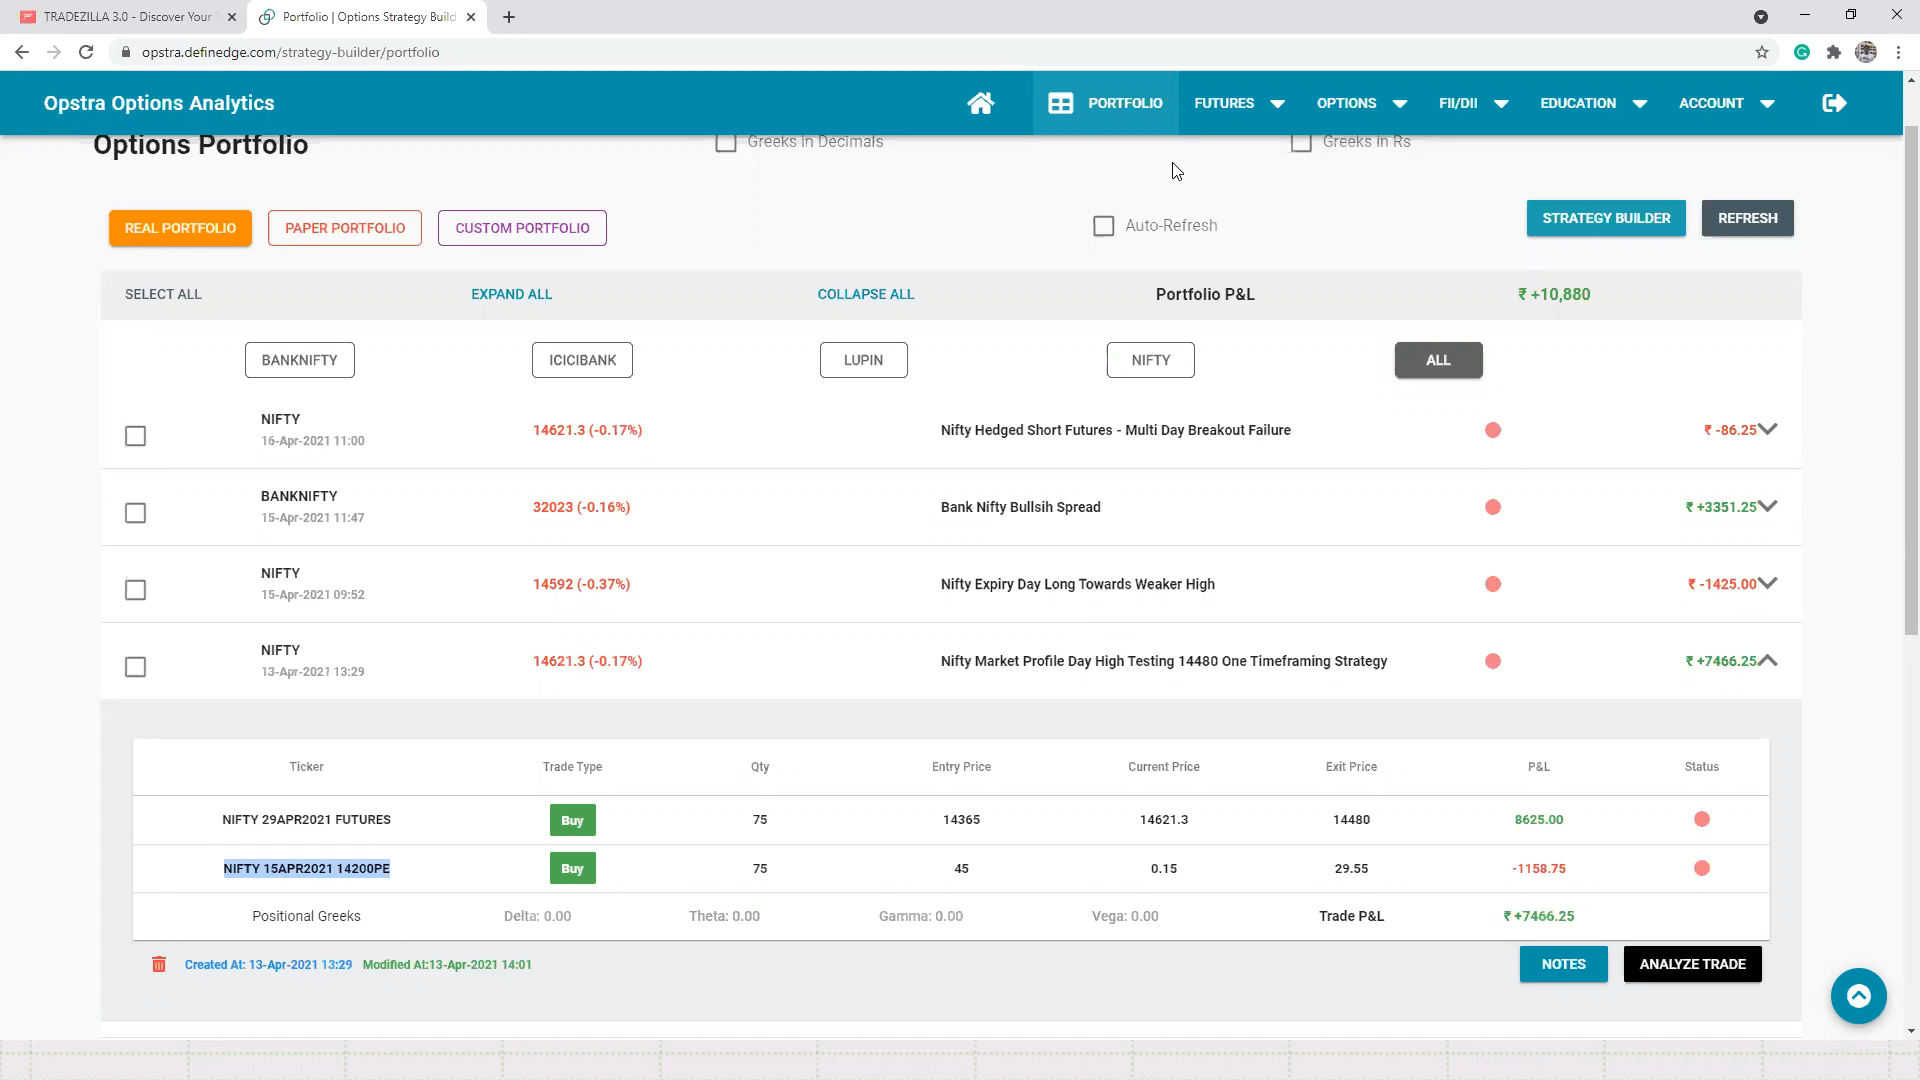 TRADEZILLA 3.0 - Discover Your
Portfolio | Options Strategy Build
opstra.definedge.com/strategy-builder/portfolio
Opstra Options Analytics
PORTFOLIO
FUTURES
OPTIONS
FII/DII
EDUCATION
ACCOUNT
Options Portfolio
Greeks in Decimals
Greeks in Rs
REAL PORTFOLIO
PAPER PORTFOLIO
CUSTOM PORTFOLIO
Auto-Refresh
STRATEGY BUILDER
REFRESH
SELECT ALL
EXPAND ALL
COLLAPSE ALL
Portfolio P&L
₹ +10,880
BANKNIFTY
ICICIBANK
LUPIN
NIFTY
ALL
NIFTY
16-Apr-2021 11:00
14621.3 (-0.17%)
Nifty Hedged Short Futures - Multi Day Breakout Failure
₹ -86.25
BANKNIFTY
15-Apr-2021 11:47
32023 (-0.16%)
Bank Nifty Bullsih Spread
₹ +3351.25
NIFTY
15-Apr-2021 09:52
14592 (-0.37%)
Nifty Expiry Day Long Towards Weaker High
₹ -1425.00
NIFTY
13-Apr-2021 13:29
14621.3 (-0.17%)
Nifty Market Profile Day High Testing 14480 One Timeframing Strategy
₹ +7466.25
Ticker Trade Type Qty Entry Price Current Price Exit Price P&L Status
NIFTY 29APR2021 FUTURES Buy 75 14365 14621.3 14480 8625.00
NIFTY 15APR2021 14200PE Buy 75 45 0.15 29.55 -1158.75
Positional Greeks Delta: 0.00 Theta: 0.00 Gamma: 0.00 Vega: 0.00 Trade P&L ₹ +7466.25
Created At: 13-Apr-2021 13:29 Modified At:13-Apr-2021 14:01
NOTES
ANALYZE TRADE